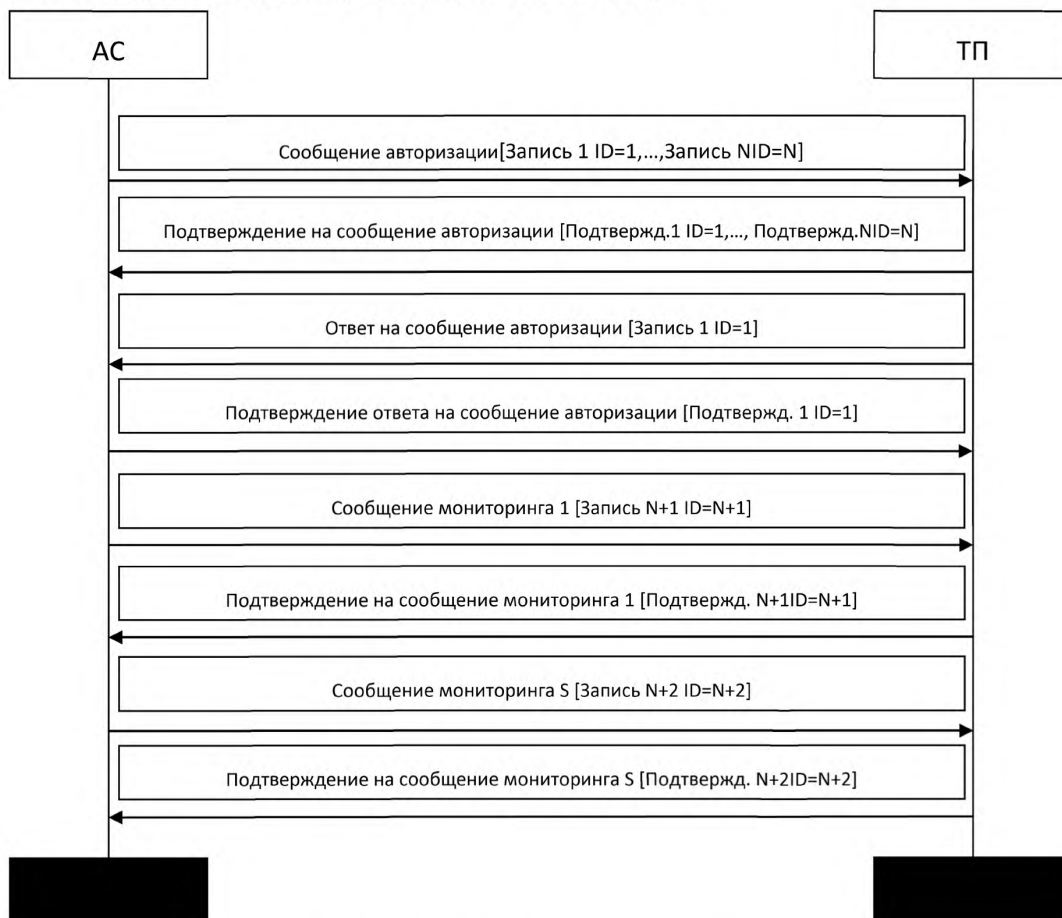 АС
ТП
Сообщение авторизации[Запись 1 ID=1,...,Запись NID=N]
Подтверждение на сообщение авторизации [Подтвержд.1 ID=1,..., Подтвержд.NID=N]
Ответ на сообщение авторизации [Запись 1 ID=1]
Подтверждение ответа на сообщение авторизации [Подтвержд. 1 ID=1]
Сообщение мониторинга 1 [Запись N+1 ID=N+1]
Подтверждение на сообщение мониторинга 1 [Подтвержд. N+1ID=N+1]
Сообщение мониторинга S [Запись N+2 ID=N+2]
Подтверждение на сообщение мониторинга S [Подтвержд. N+2ID=N+2]